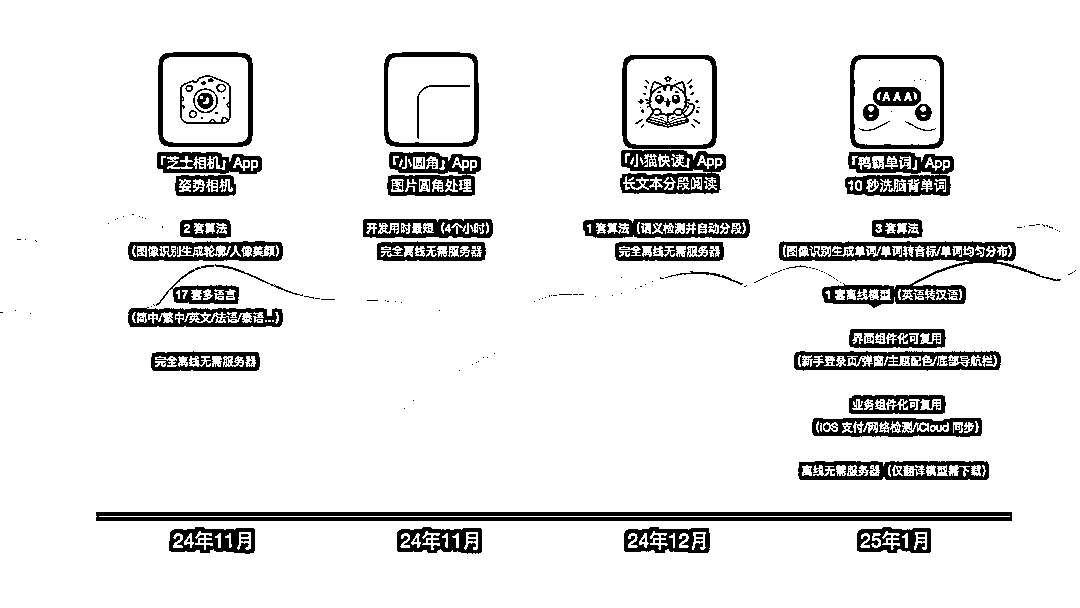 「芝士相机」App
姿势相机
2 套算法
(图像识别生成轮廓/人像美颜)
17 套多语言
(简中/繁中/英文/法语/泰语...)
完全离线无需服务器
24年11月
「小圆角」App
图片圆角处理
开发用时最短(4个小时)
完全离线无需服务器
24年11月
「小猫快读」App
长文本分段阅读
1 套算法(语义检测并自动分段)
完全离线无需服务器
24年12月
(AAA)
「鸭霸单词」App
10 秒洗脑背单词
3 套算法
(图像识别生成单词/单词转音标/单词均匀分布)
1 套离线模型(英语转汉语)
界面组件化可复用
(新手登录页/弹窗/主题配色/底部导航栏)
业务组件化可复用
(iOS 支付/网络检测/iCloud 同步)
离线无需服务器(仅翻译模型需下载)
25年1月